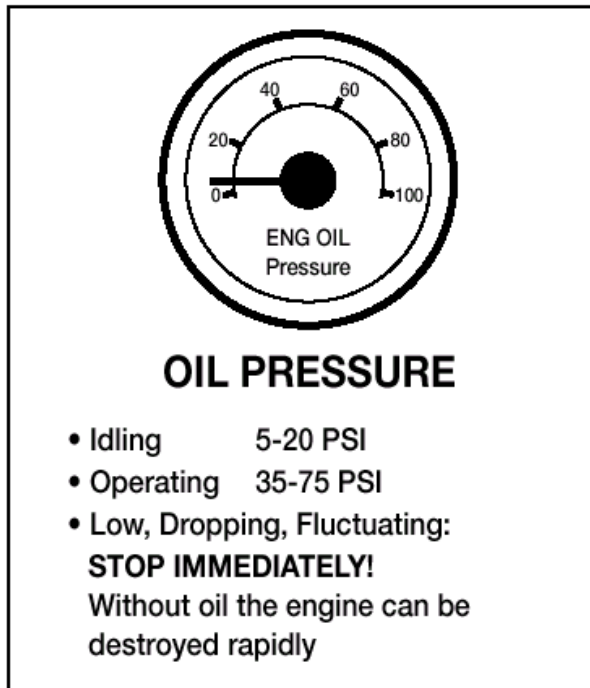 40 60
20 80
0 100
ENG OIL
Pressure
OIL PRESSURE
• Idling 5-20 PSI
• Operating 35-75 PSI
• Low, Dropping, Fluctuating:
STOP IMMEDIATELY!
Without oil the engine can be
destroyed rapidly